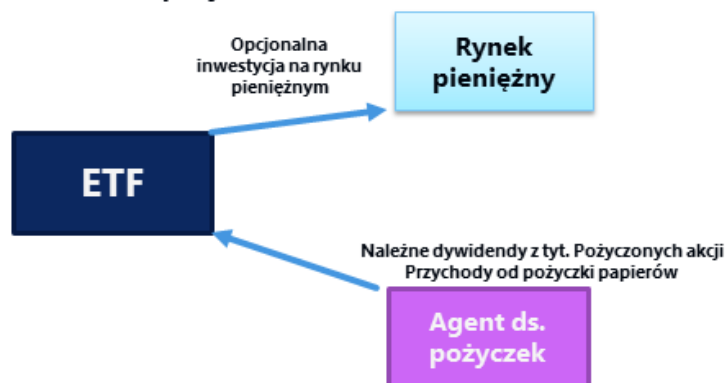 Opcjonalna
inwestycja na rynku
pieniężnym
Rynek
pieniężny
ETF
Należne dywidendy z tyt. Pożyczonych akcji
Przychody od pożyczki papierów
Agent ds.
pożyczek